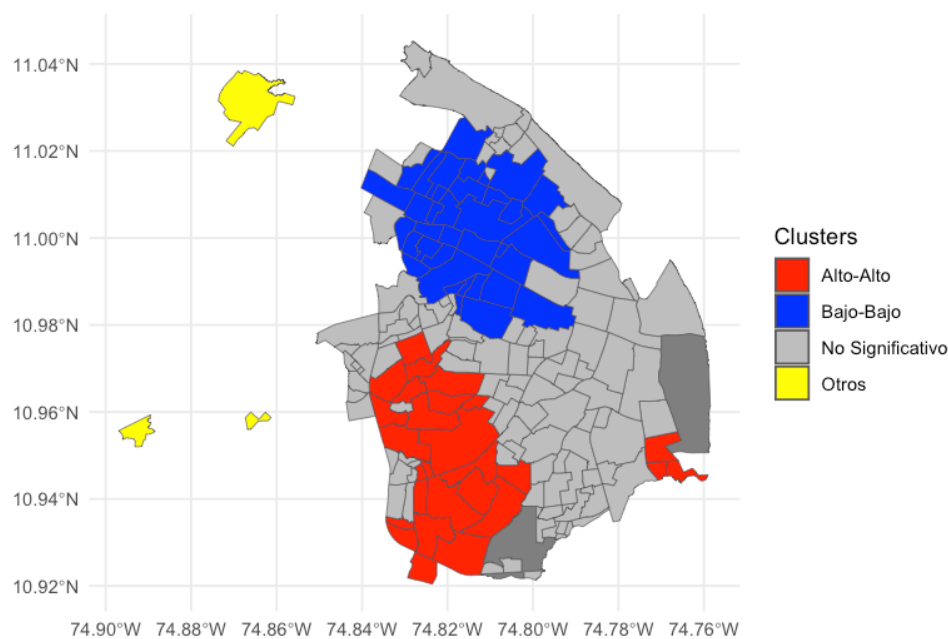 11.04°N
11.02°N
11.00°N
10.98°N
10.96°N
10.94°N
10.92°N
74.90°W 74.88°W 74.86°W 74.84°W 74.82°W 74.80°W 74.78°W 74.76°W
Clusters
Alto-Alto
Bajo-Bajo
No Significativo
Otros